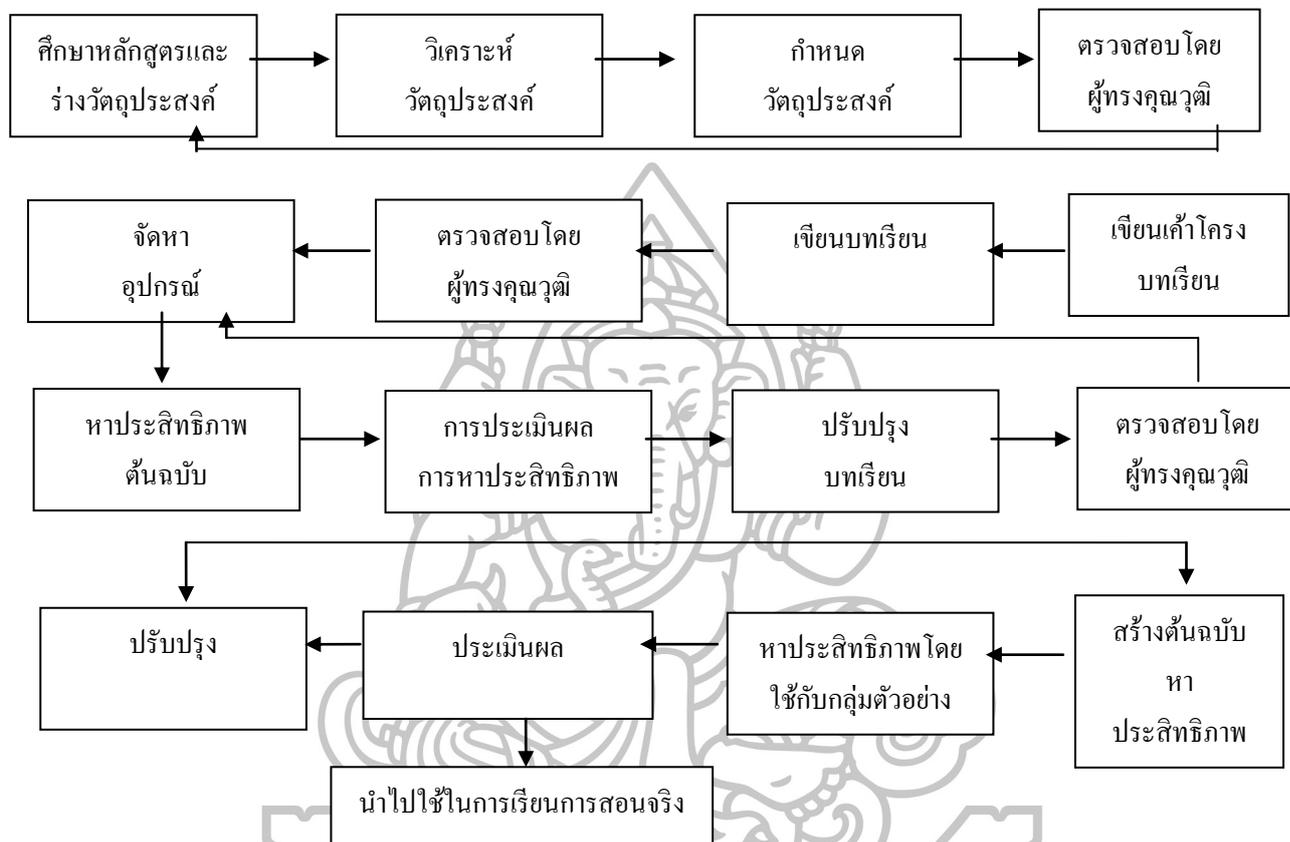 ศึกษาหลักสูตรและ
ร่างวัตถุประสงค์
วิเคราะห์
วัตถุประสงค์
กำหนด
วัตถุประสงค์
ตรวจสอบโดย
ผู้ทรงคุณวุฒิ
จัดหา
อุปกรณ์
ตรวจสอบโดย
ผู้ทรงคุณวุฒิ
เขียนบทเรียน
เขียนเค้าโครง
บทเรียน
หาประสิทธิภาพ
ต้นฉบับ
การประเมินผล
การหาประสิทธิภาพ
ปรับปรุง
บทเรียน
ตรวจสอบโดย
ผู้ทรงคุณวุฒิ
ปรับปรุง
ประเมินผล
หาประสิทธิภาพโดย
ใช้กับกลุ่มตัวอย่าง
สร้างต้นฉบับ
หา
ประสิทธิภาพ
นำไปใช้ในการเรียนการสอนจริง